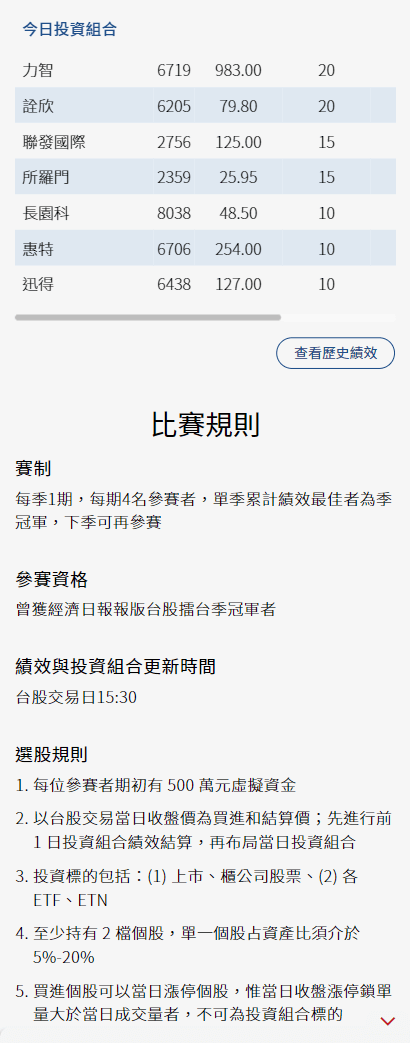 今日投資組合
力智 6719 983.00 20
詮欣 6205 79.80 20
聯發國際 2756 125.00 15
所羅門 2359 25.95 15
長園科 8038 48.50 10
惠特 6706 254.00 10
迅得 6438 127.00 10
查看歷史績效
比賽規則
賽制
每季1期，每期4名參賽者，單季累計績效最佳者為季
冠軍，下季可再參賽
參賽資格
曾獲經濟日報報版台股擂台季冠軍者
績效與投資組合更新時間
台股交易日15:30
選股規則
1. 每位參賽者期初有 500 萬元虛擬資金
2. 以台股交易當日收盤價為買進和結算價；先進行前
1 日投資組合績效結算，再布局當日投資組合
3. 投資標的包括：(1) 上市、櫃公司股票、(2) 各
ETF、ETN
4. 至少持有 2 檔個股，單一個股占資產比須介於
5%-20%
5. 買進個股可以當日漲停個股，惟當日收盤漲停鎖單
量大於當日成交量者，不可為投資組合標的